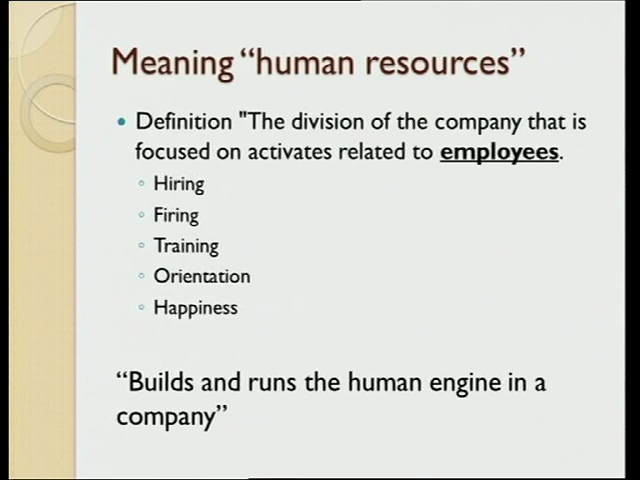 Meaning “human resources”
• Definition "The division of the company that is
focused on activates related to employees.
◦ Hiring
◦ Firing
◦ Training
◦ Orientation
◦ Happiness
“Builds and runs the human engine in a
company”